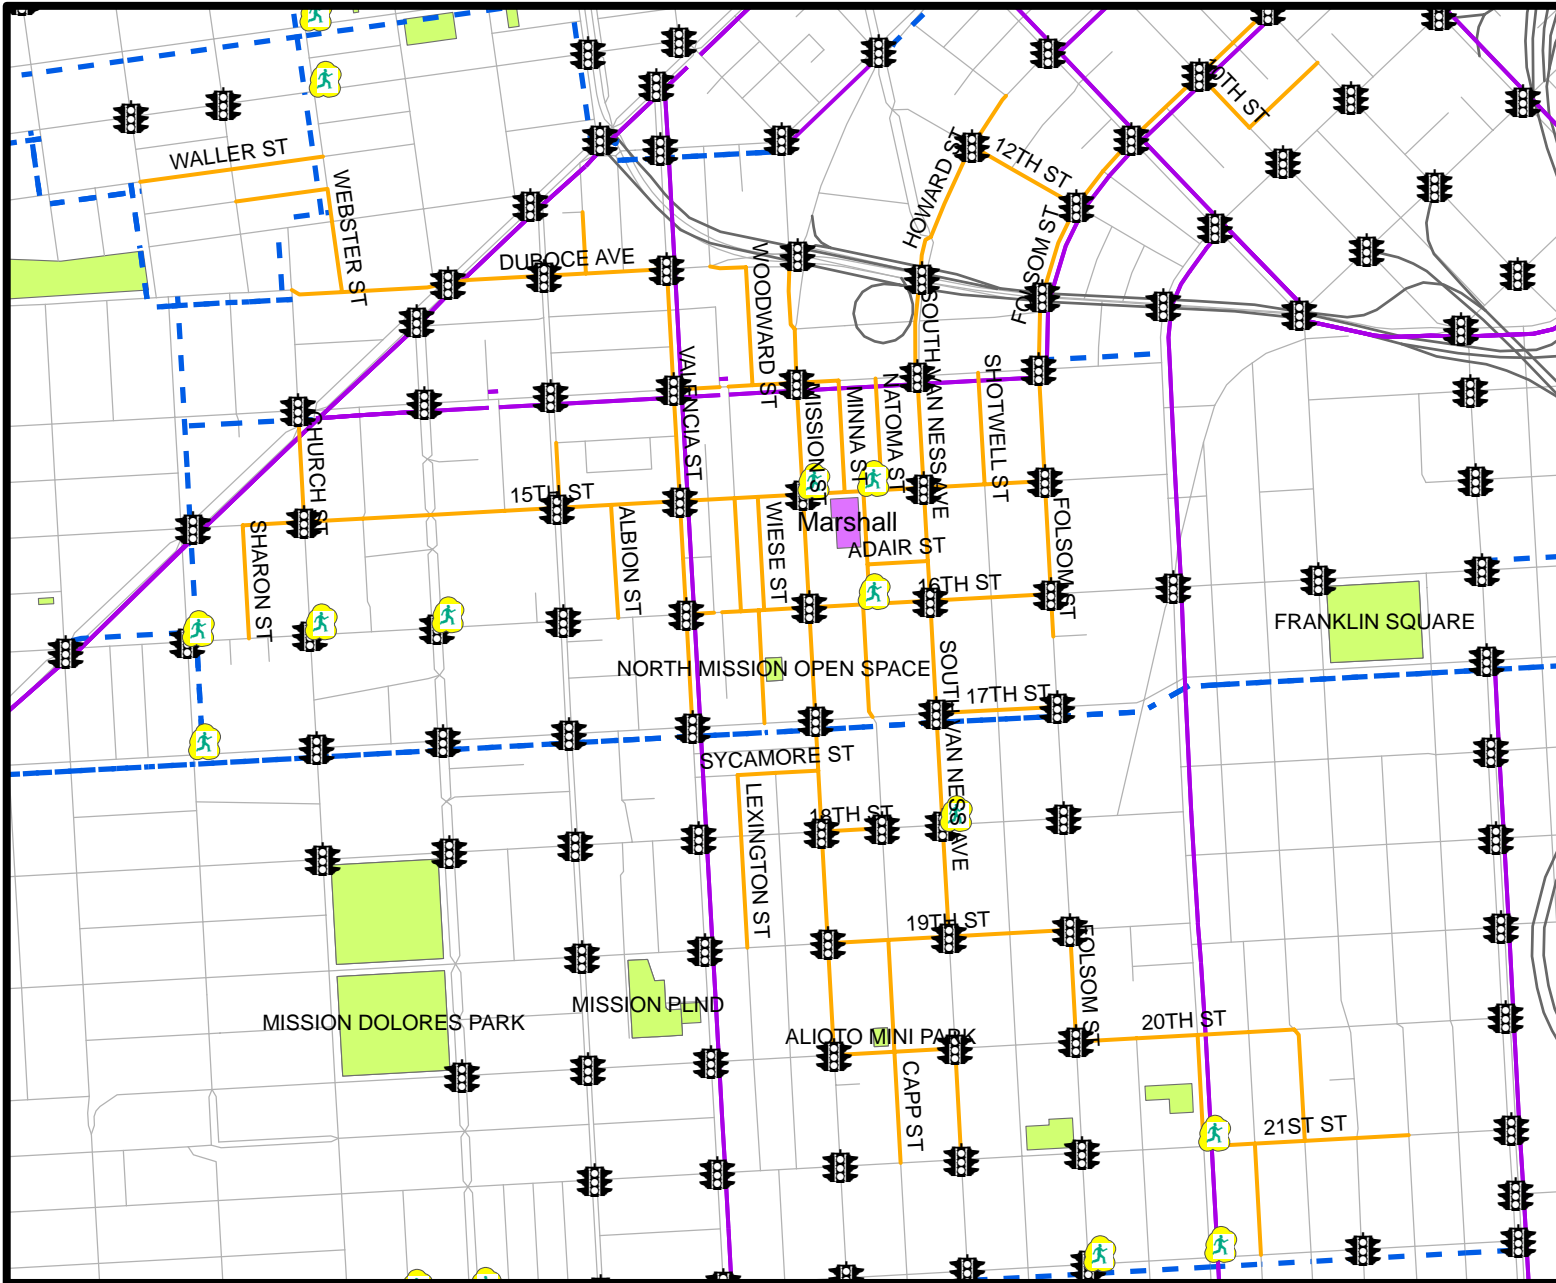 10TH ST
WALLER ST
12TH ST
HOWARD ST
WEBSTER ST
FOLSOM ST
DUBOCE AVE
WOODWARD ST
SOUTH VAN NESS AVE
VALENCIA ST
SHOTWELL ST
MISSION ST
MINNA ST
NATOMA ST
CHURCH ST
15TH ST
Marshall
FOLSOM ST
SHARON ST
ALBION ST
WIESE ST
ADAIR ST
16TH ST
FRANKLIN SQUARE
NORTH MISSION OPEN SPACE
SOUTH VAN NESS AVE
17TH ST
SYCAMORE ST
LEXINGTON ST
18TH ST
19TH ST
FOLSOM ST
MISSION PLND
MISSION DOLORES PARK
20TH ST
ALIOTO MINI PARK
CAPP ST
21ST ST